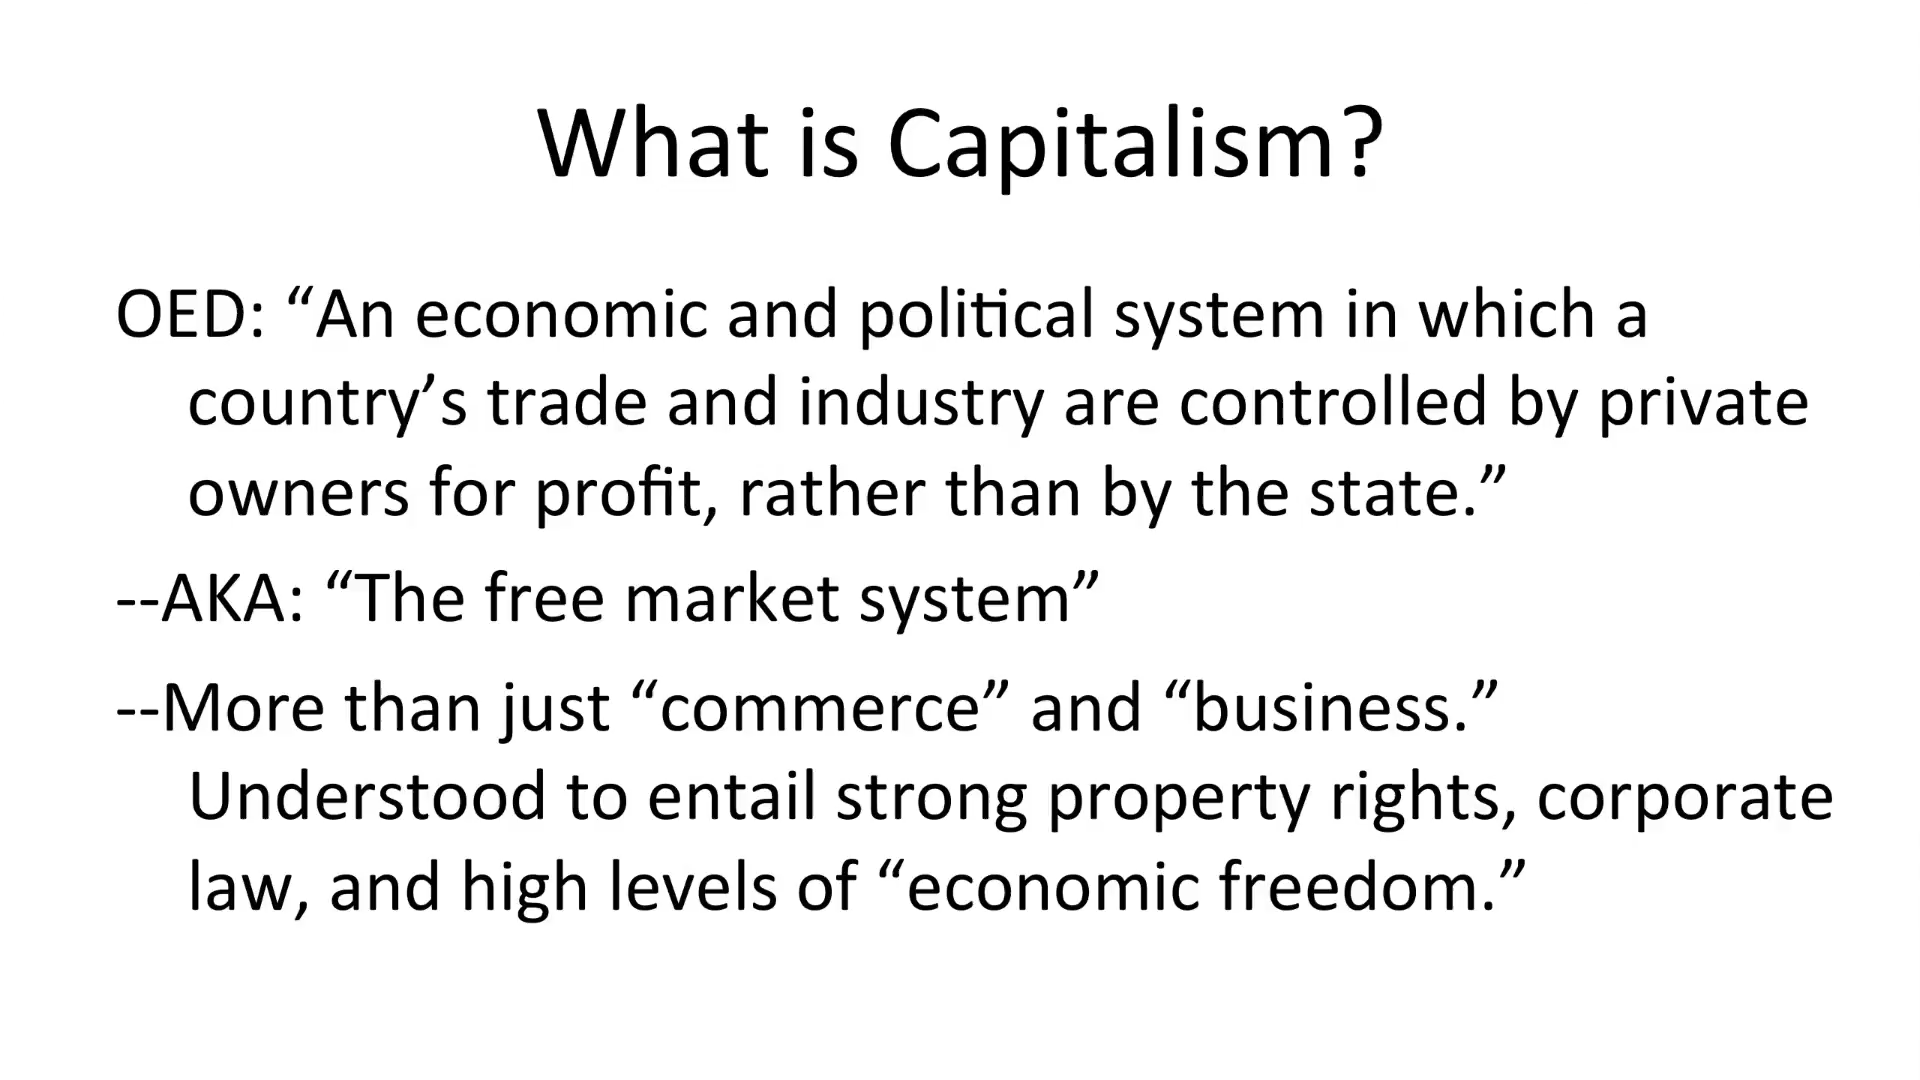 What is Capitalism?
OED: “An economic and political system in which a
country’s trade and industry are controlled by private
owners for profit, rather than by the state.”
--AKA: “The free market system”
--More than just “commerce” and “business.”
Understood to entail strong property rights, corporate
law, and high levels of “economic freedom.”